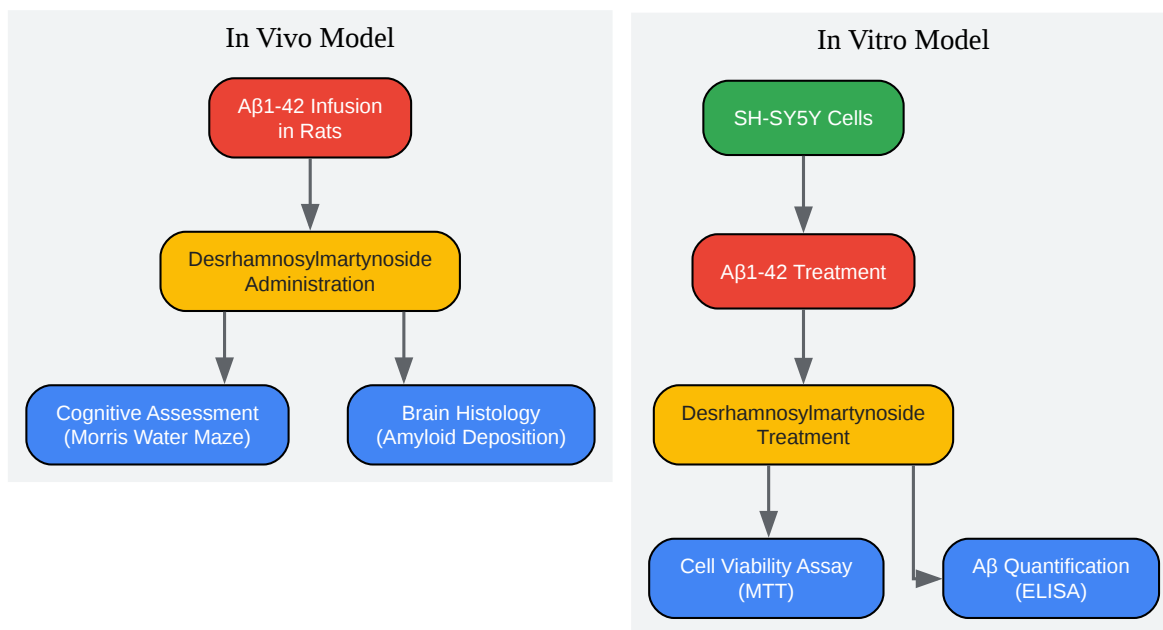 In Vivo Model
Aβ1-42 Infusion
in Rats
Desrhamnosylmartynoside
Administration
Cognitive Assessment
(Morris Water Maze)
Brain Histology
(Amyloid Deposition)
In Vitro Model
SH-SY5Y Cells
Aβ1-42 Treatment
Desrhamnosylmartynoside
Treatment
Cell Viability Assay
(MTT)
Aβ Quantification
(ELISA)